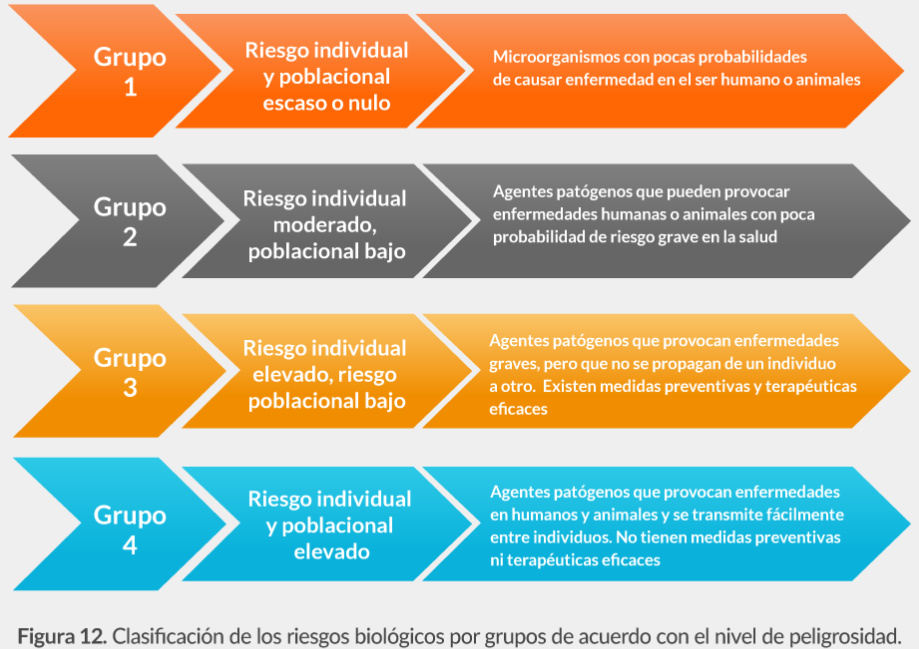 Grupo
1
Riesgo individual
y poblacional
escaso o nulo
Microorganismos con pocas probabilidades
de causar enfermedad en el ser humano o animales
Grupo
2
Riesgo individual
moderado,
poblacional bajo
Agentes patógenos que pueden provocar
enfermedades humanas o animales con poca
probabilidad de riesgo grave en la salud
Grupo
3
Riesgo individual
elevado, riesgo
poblacional bajo
Agentes patógenos que provocan enfermedades
graves, pero que no se propagan de un individuo
a otro. Existen medidas preventivas y terapéuticas
eficaces
Grupo
4
Riesgo individual
y poblacional
elevado
Agentes patógenos que provocan enfermedades
en humanos y animales y se transmite fácilmente
entre individuos. No tienen medidas preventivas
ni terapéuticas eficaces
Figura 12. Clasificación de los riesgos biológicos por grupos de acuerdo con el nivel de peligrosidad.